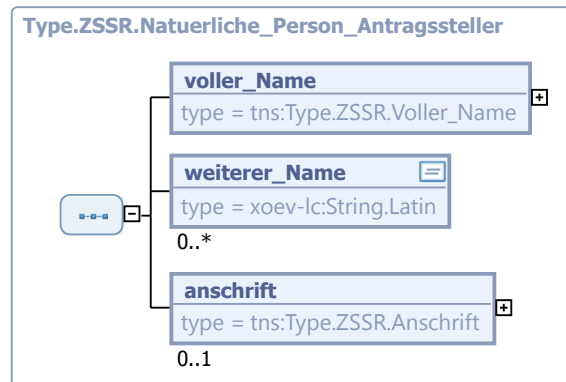 Type.ZSSR.Natuerliche_Person_Antragssteller
voller_Name
type = tns:Type.ZSSR.Voller_Name
weiterer_Name
type = xoev-lc:String.Latin
0..*
anschrift
type = tns:Type.ZSSR.Anschrift
0..1